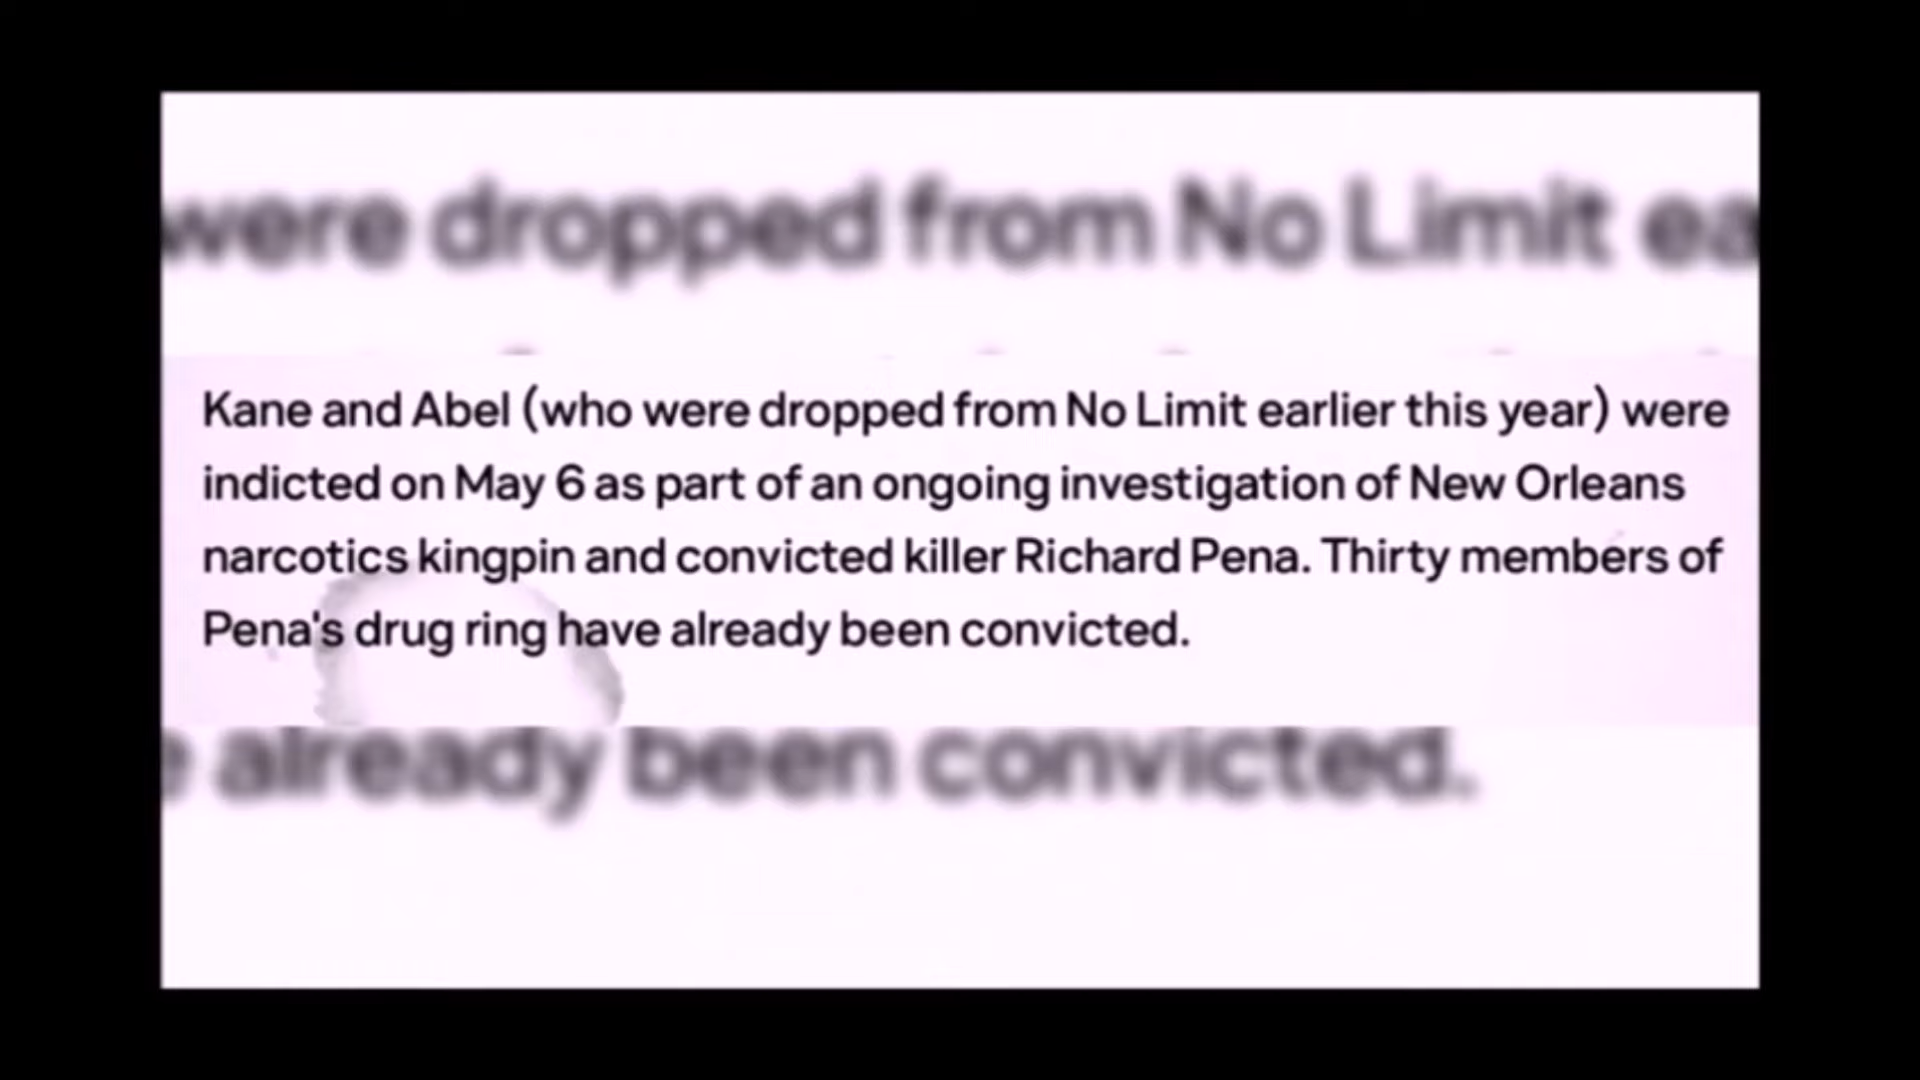 were dropped from No Limit ea
Kane and Abel (who were dropped from No Limit earlier this year) were
indicted on May 6 as part of an ongoing investigation of New Orleans
narcotics kingpin and convicted killer Richard Pena. Thirty members of
Pena's drug ring have already been convicted.
already been convicted.